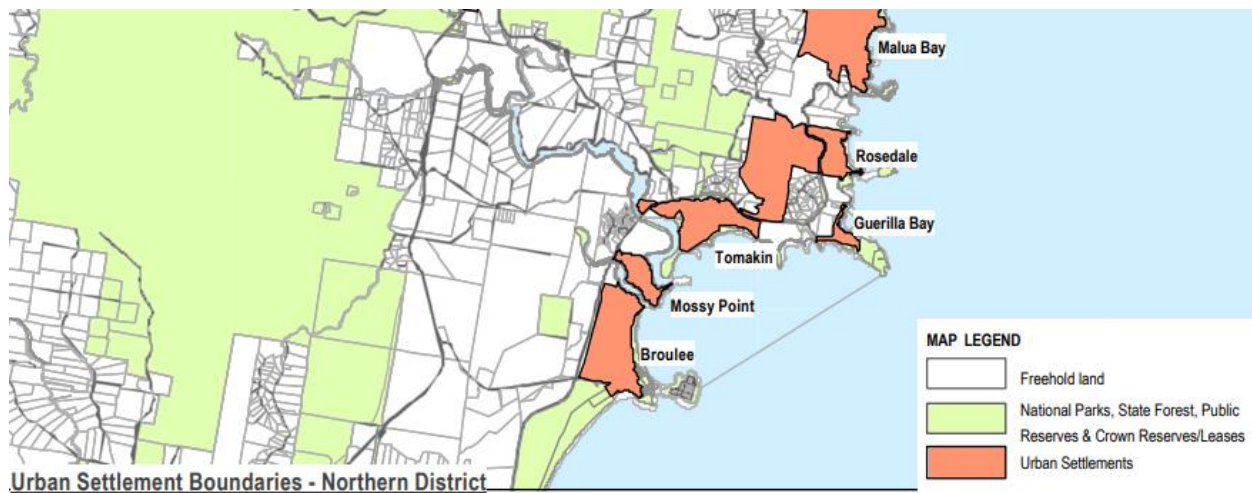 Malua Bay
Rosedale
Guerilla Bay
Tomakin
Mossy Point
Broulee
MAP LEGEND
Freehold land
National Parks, State Forest, Public
Reserves & Crown Reserves/Leases
Urban Settlements
Urban Settlement Boundaries - Northern District